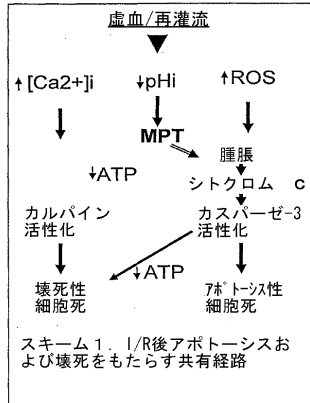 虚血/再灌流
↑[Ca2+]i ↓pHi ↑ROS
MPT
腫脹
↓ATP
シトクロム c
カルパイン
活性化
カスパーゼ-3
活性化
↓ATP
壊死性
細胞死
アポトーシス性
細胞死
スキーム1. I/R後アポトーシスお
よび壊死をもたらす共有経路